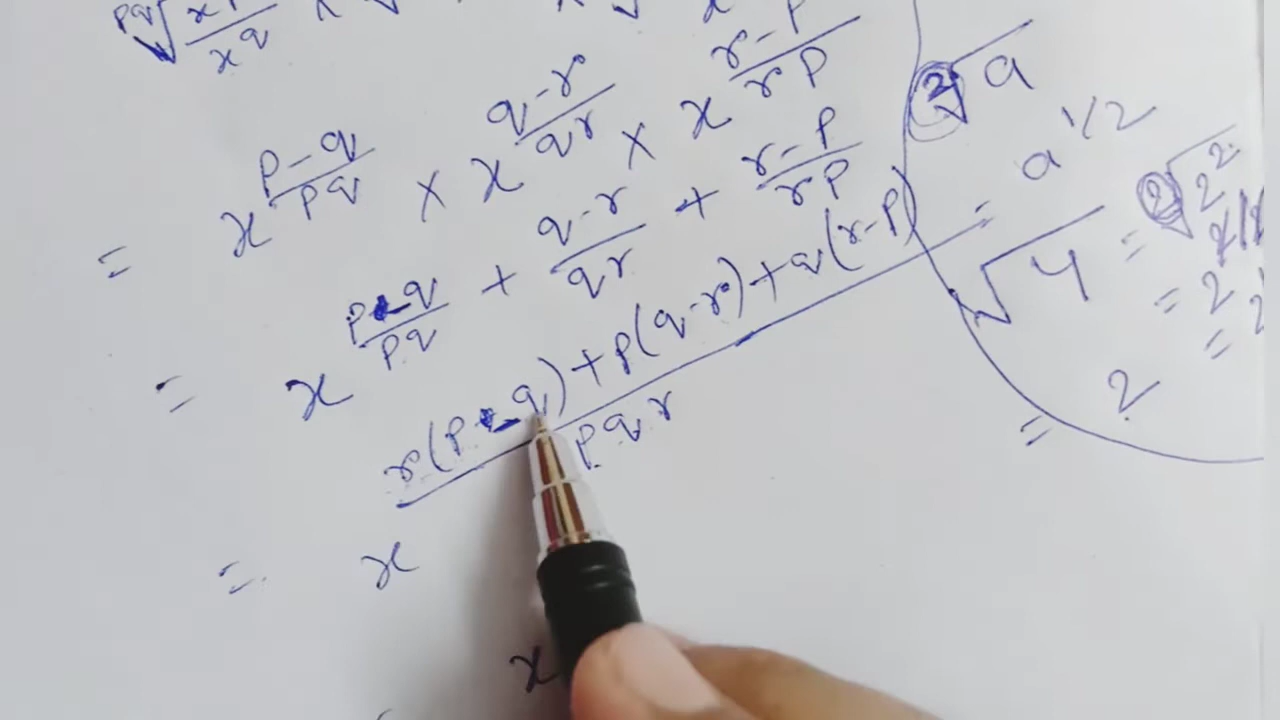 = x^((p-q)/(pq)) × x^((q-r)/(qr)) × x^((r-p)/(rp))
= x^((p-q)/(pq) + (q-r)/(qr) + (r-p)/(rp))
= x^((r(p-q)+p(q-r)+q(r-p))/(pqr))
x
²√a
= a^1/2
√4 = ²√2²
= 2
= 2